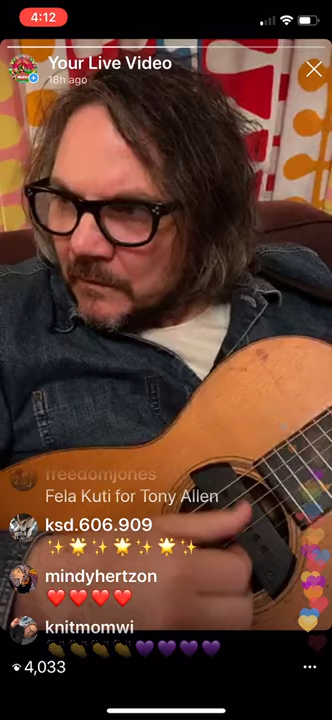 4:12
Your Live Video
18h ago
freedomjones
Fela Kuti for Tony Allen
ksd.606.909
✨🌟✨🌟✨🌟✨
mindyhertzon
❤️❤️❤️❤️
knitmomwi
👏👏👏👏💜💜💜💜
4,033